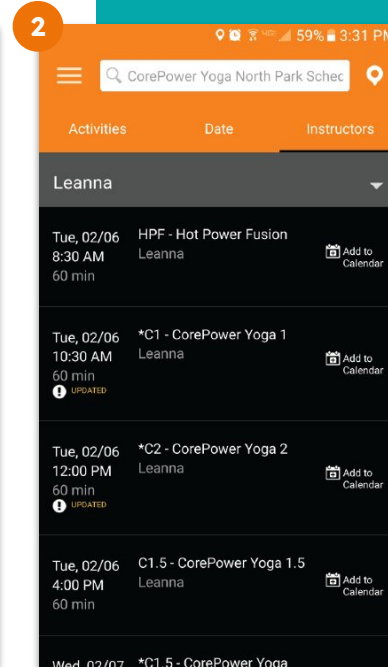 2
59% 3:31 PM
CorePower Yoga North Park Sched
Activities Date Instructors
Leanna
Tue, 02/06 HPF - Hot Power Fusion
8:30 AM Leanna Add to
60 min Calendar
Tue, 02/06 *C1 - CorePower Yoga 1
10:30 AM Leanna Add to
60 min Calendar
UPDATED
Tue, 02/06 *C2 - CorePower Yoga 2
12:00 PM Leanna Add to
60 min Calendar
UPDATED
Tue, 02/06 C1.5 - CorePower Yoga 1.5
4:00 PM Leanna Add to
60 min Calendar
Wed, 02/07 *C1.5 - CorePower Yoga